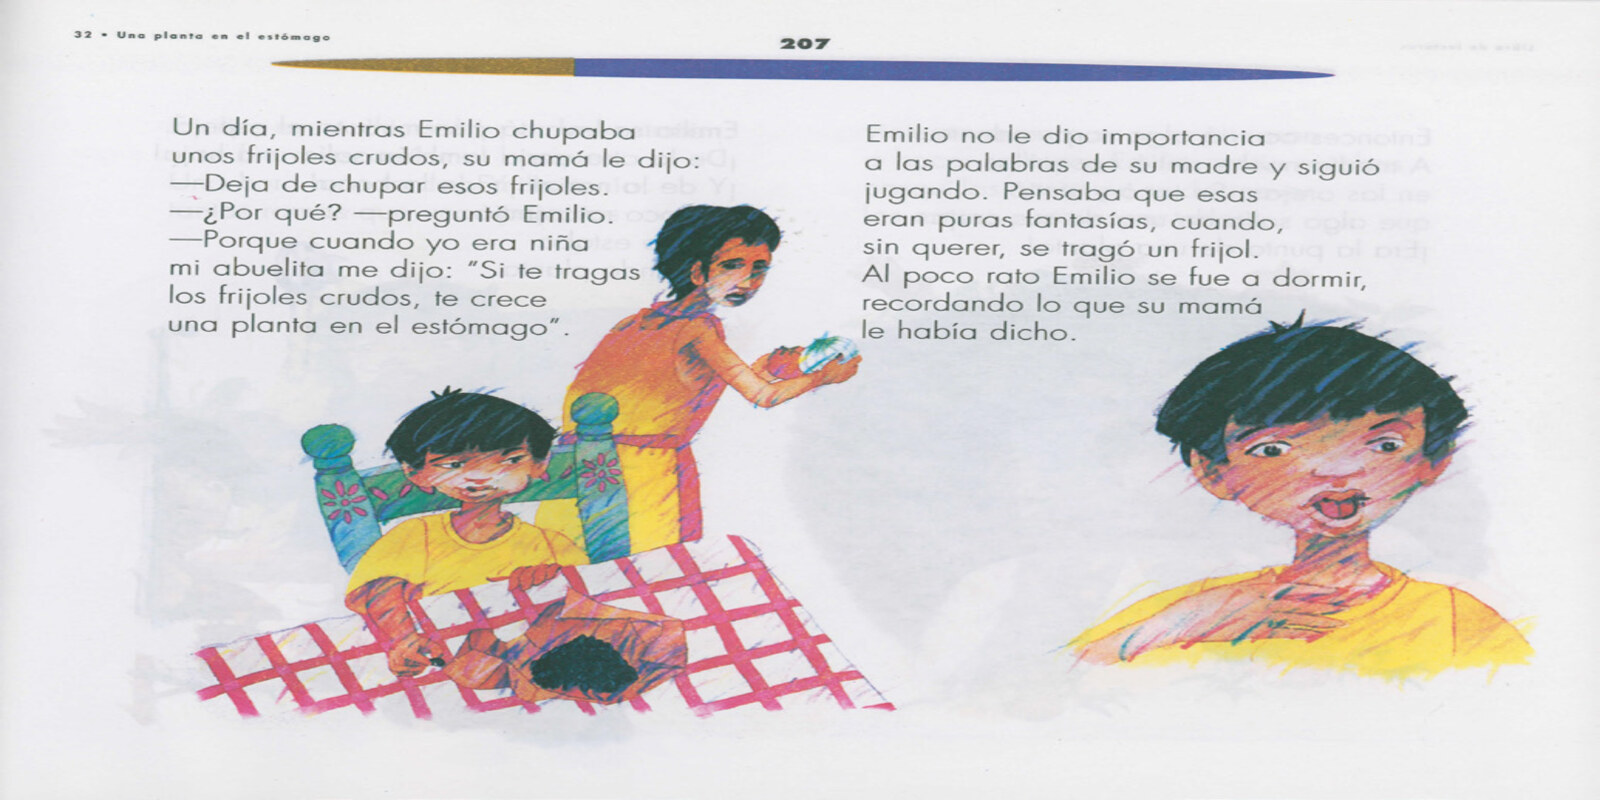 32 • Una planta en el estómago
207
Un día, mientras Emilio chupaba
unos frijoles crudos, su mamá le dijo:
—Deja de chupar esos frijoles.
—¿Por qué? —preguntó Emilio.
—Porque cuando yo era niña
mi abuelita me dijo: "Si te tragas
los frijoles crudos, te crece
una planta en el estómago".
Emilio no le dio importancia
a las palabras de su madre y siguió
jugando. Pensaba que esas
eran puras fantasías, cuando,
sin querer, se tragó un frijol.
Al poco rato Emilio se fue a dormir,
recordando lo que su mamá
le había dicho.